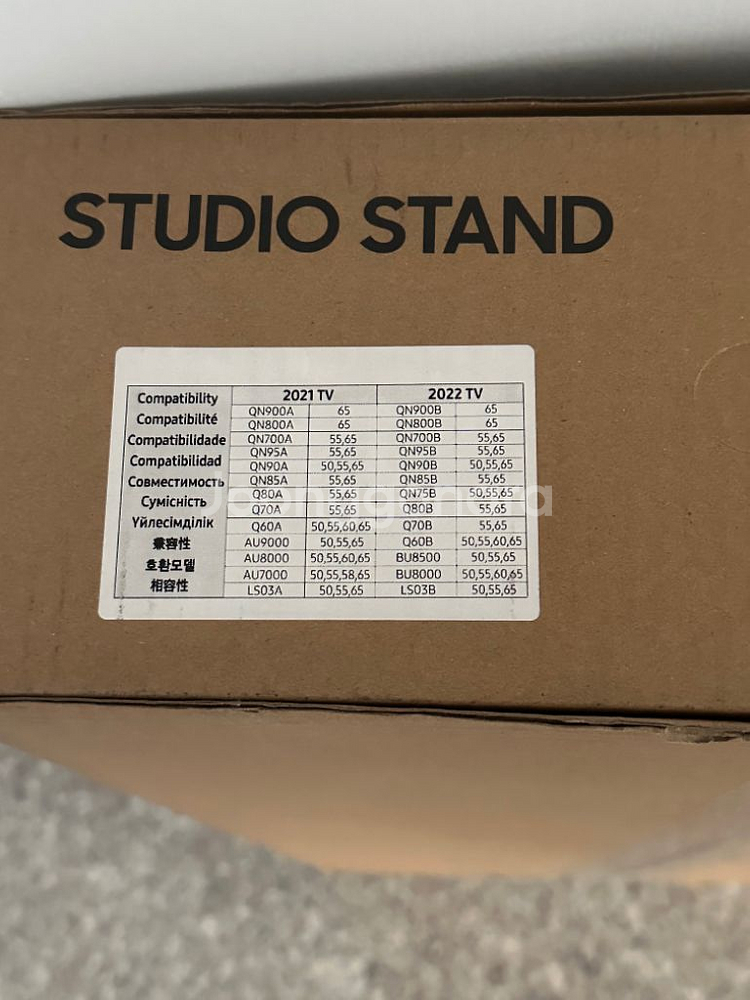 STUDIO STAND
Compatibility
Compatibilité
Compatibilidade
Compatibilidad
Совместимость
Сумісність
Үйлесімділік
兼容性
호환모델
相容性
2021 TV 2022 TV
QN900A 65 QN900B 65
QN800A 65 QN800B 65
QN700A 55,65 QN700B 55,65
QN95A 55,65 QN95B 55,65
QN90A 50,55,65 QN90B 50,55,65
QN85A 55,65 QN85B 55,65
Q80A 55,65 QN75B 50,55,65
Q70A 55,65 Q80B 55,65
Q60A 50,55,60,65 Q70B 55,65
AU9000 50,55,65 Q60B 50,55,60,65
AU8000 50,55,60,65 BU8500 50,55,65
AU7000 50,55,58,65 BU8000 50,55,60,65
LS03A 50,55,65 LS03B 50,55,65